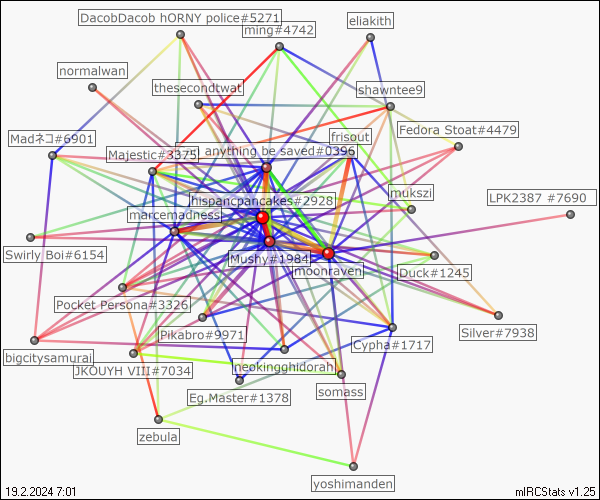 DacobDacob hORNY police#5271
eliakith
ming#4742
normalwan
thesecondtwat
shawntee9
Fedora Stoat#4479
frisout
Madネコ#6901
anything be saved#0396
Majestic#3375
mukszi
LPK2387 #7690
hispancpancakes#2928
marcemadness
Swirly Boi#6154
Mushy#1984
moonraven
Duck#1245
Pocket Persona#3326
Silver#7938
Pikabro#9971
Cypha#1717
bigcitysamurai
neokingghidorah
JKOUYH VIII#7034
somass
Eg.Master#1378
zebula
yoshimanden
19.2.2024 7:01
mIRCStats v1.25